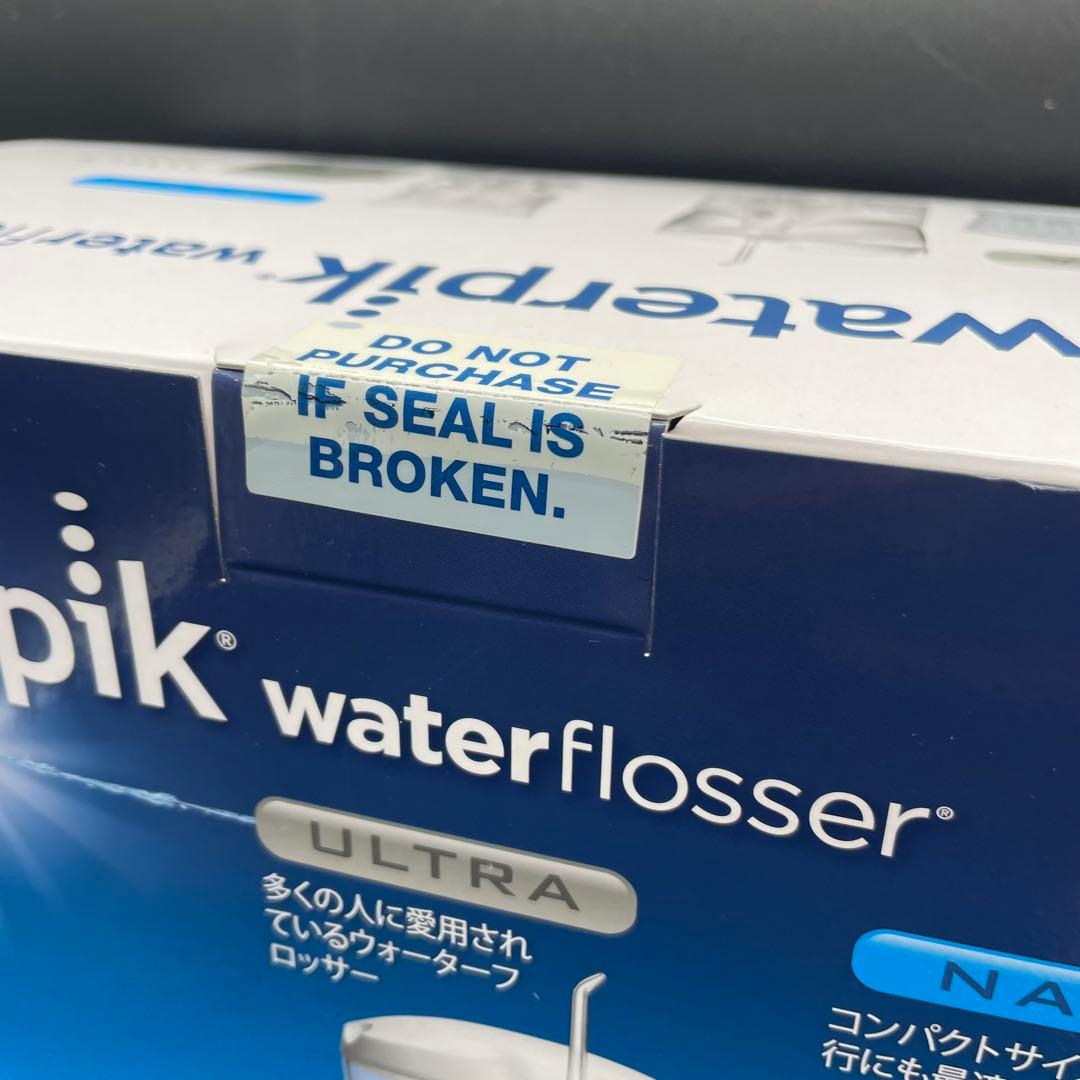 waterpik® waterfl
DO NOT
PURCHASE
IF SEAL IS
BROKEN.
pik®
waterflosser®
ULTRA
多くの人に愛用され
ているウォーターフ
ロッサー
NA
コンパクトサイ
行にも最適